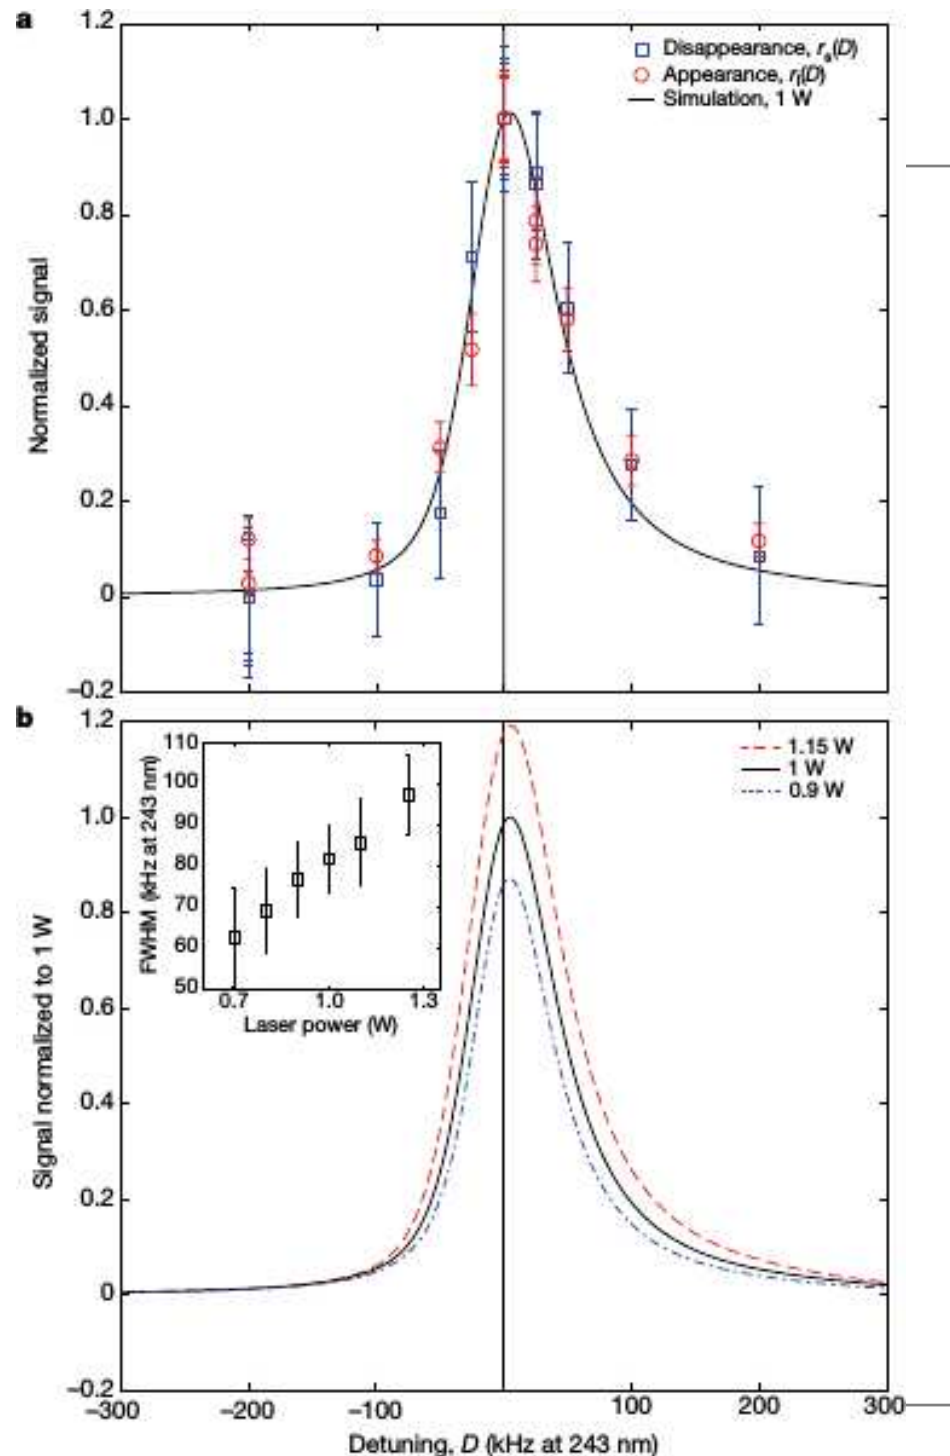 a
1.2
1.0
0.8
0.6
0.4
0.2
0
–0.2
Normalized signal
Disappearance, rs(D)
Appearance, ri(D)
Simulation, 1 W
b
1.2
1.0
0.8
0.6
0.4
0.2
0
–0.2
Signal normalized to 1 W
1.15 W
1 W
0.9 W
110
100
90
80
70
60
50
FWHM (kHz at 243 nm)
0.7 1.0 1.3
Laser power (W)
–300 –200 –100 0 100 200 300
Detuning, D (kHz at 243 nm)